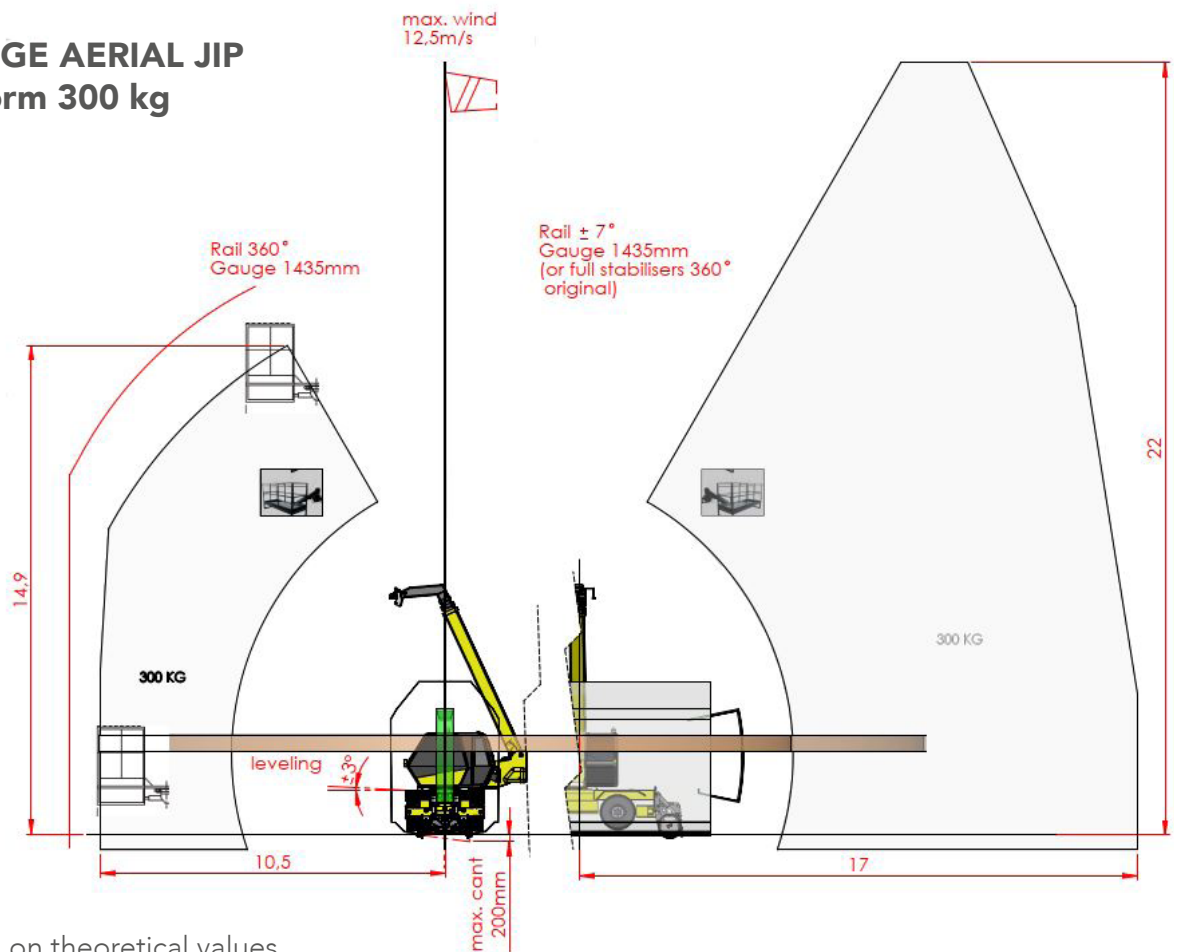 GE AERIAL JIP
orm 300 kg
max. wind
12,5m/s
Rail 360°
Gauge 1435mm
Rail ± 7°
Gauge 1435mm
(or full stabilisers 360°
original)
14,9
22
300 KG
300 KG
leveling
±3°
10,5
17
max. cant
200mm
on theoretical values